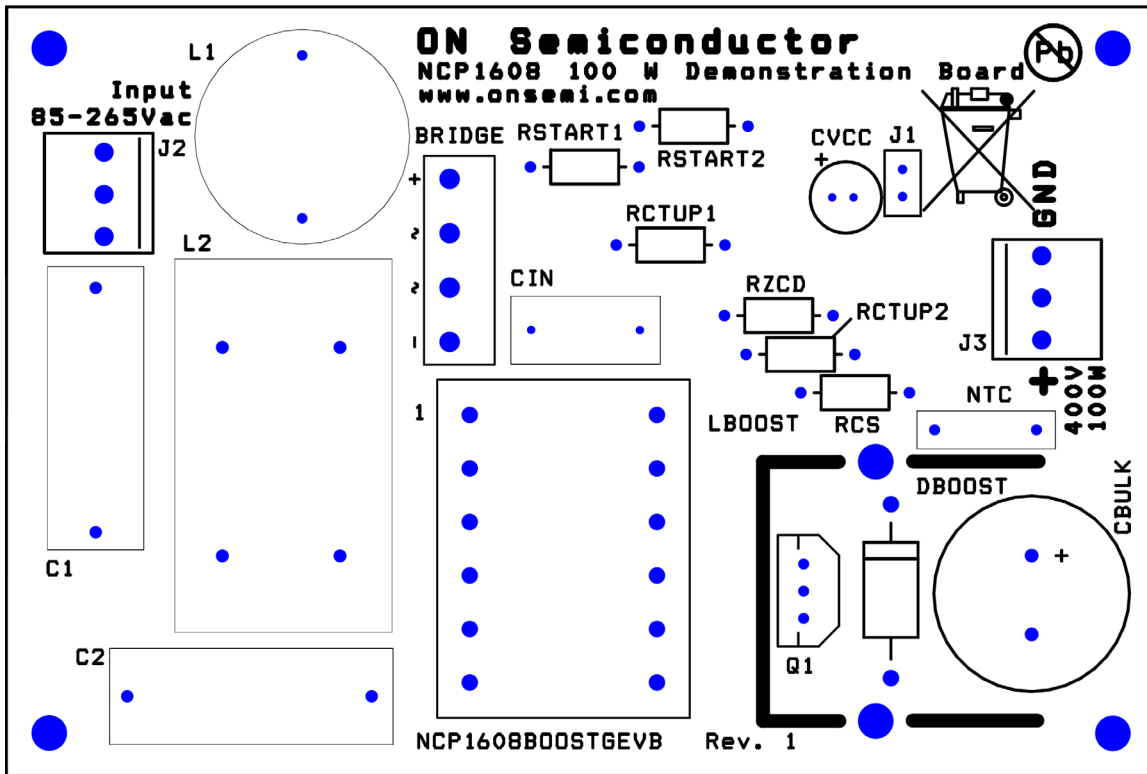 ON Semiconductor
NCP1608 100 W Demonstration Board
www.onsemi.com
Pb
L1
Input
85-265Vac
J2
BRIDGE
RSTART1
RSTART2
CVCC
+
J1
GND
+
~
~
-
RCTUP1
L2
CIN
RZCD
RCTUP2
J3
+
400V
100W
NTC
1
LBOOST
RCS
DBOOST
CBULK
+
C1
Q1
C2
NCP1608BOOSTGEVB Rev. 1